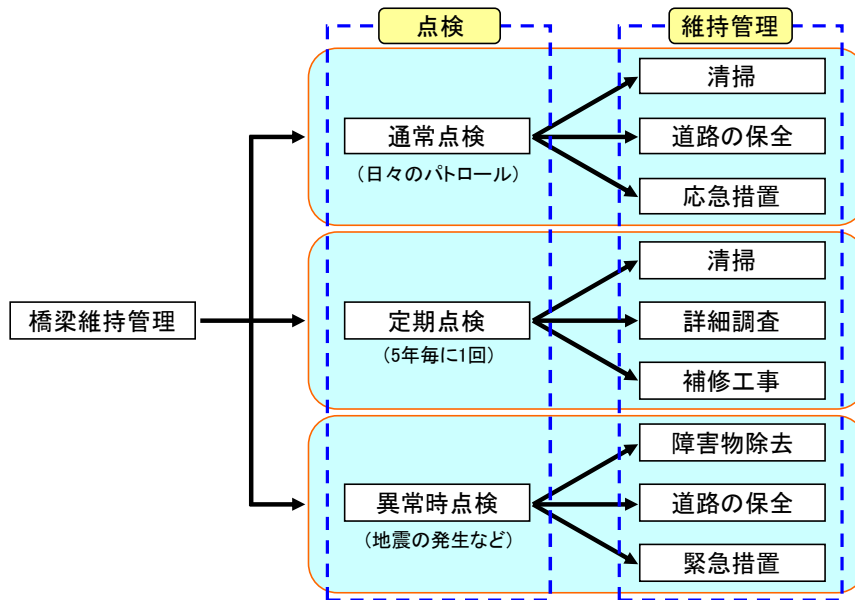 点検
維持管理
清掃
通常点検
道路の保全
(日々のパトロール)
応急措置
清掃
橋梁維持管理
定期点検
詳細調査
(5年毎に1回)
補修工事
障害物除去
異常時点検
道路の保全
(地震の発生など)
緊急措置